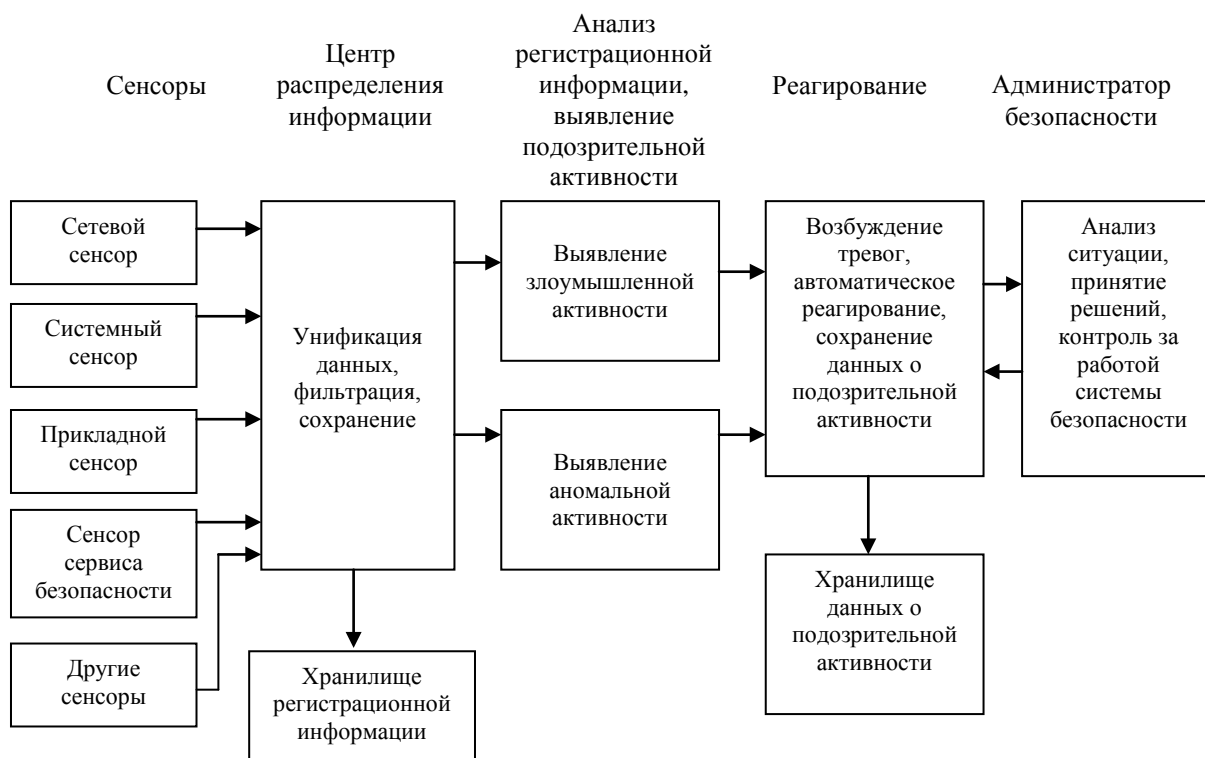 Сенсоры
Центр
распределения
информации
Анализ
регистрационной
информации,
выявление
подозрительной
активности
Реагирование
Администратор
безопасности
Сетевой
сенсор
Системный
сенсор
Прикладной
сенсор
Сенсор
сервиса
безопасности
Другие
сенсоры
Унификация
данных,
фильтрация,
сохранение
Хранилище
регистрационной
информации
Выявление
злоумышленной
активности
Выявление
аномальной
активности
Возбуждение
тревог,
автоматическое
реагирование,
сохранение
данных о
подозрительной
активности
Хранилище
данных о
подозрительной
активности
Анализ
ситуации,
принятие
решений,
контроль за
работой
системы
безопасности